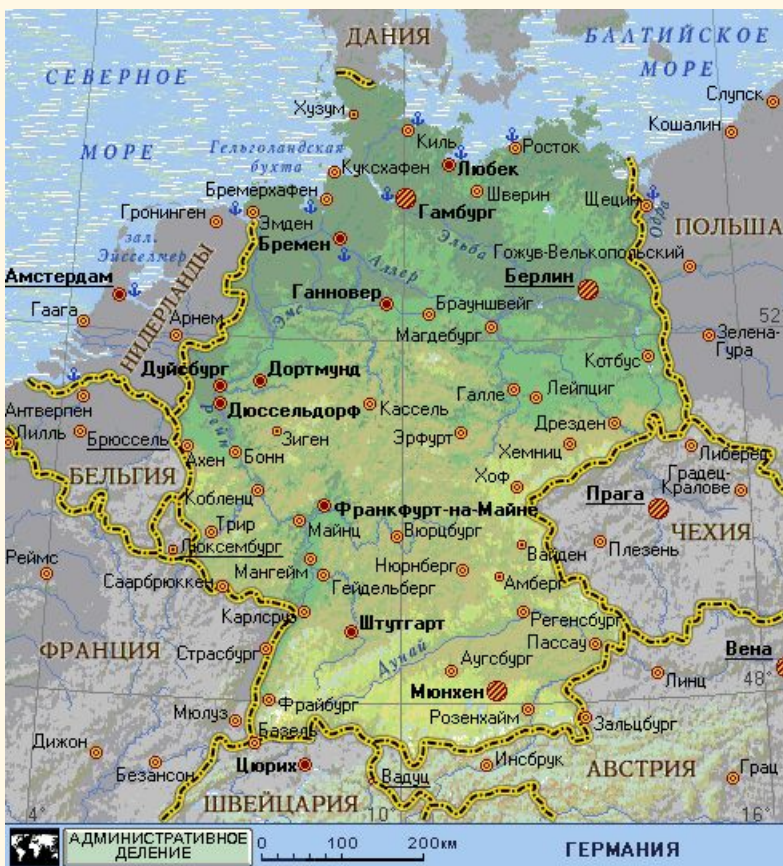 ДАНИЯ
БАЛТИЙСКОЕ
МОРЕ
СЕВЕРНОЕ
МОРЕ
Слупск
Хузум
Киль
Росток
Кошалин
Гельголандская
бухта
Куксхафен
Любек
Бремерхафен
Шверин
Щецин
Гронинген
Эмден
Гамбург
Одра
ПОЛЬША
зал.
Эйсселмер
Бремен
Эльба
Аллер
Гожув-Велькопольский
Амстердам
Берлин
НИДЕРЛАНДЫ
Ганновер
Гаага
Брауншвейг
52°
Арнем
Эмс
Магдебург
Зелена-
Гура
Котбус
Дуйсбург
Дортмунд
Галле
Лейпциг
Антверпен
Дюссельдорф
Кассель
Рейн
Дрезден
Лилль
Брюссель
Зиген
Эрфурт
Хемниц
Либерец
Ахен
Бонн
БЕЛЬГИЯ
Хоф
Градец-
Кралове
Кобленц
Прага
Франкфурт-на-Майне
Трир
Майнц
Вюрцбург
ЧЕХИЯ
Люксембург
Вайден
Плезень
Реймс
Мангейм
Нюрнберг
Саарбрюккен
Гейдельберг
Амберг
Карлсруэ
Регенсбург
Штутгарт
Пассау
ФРАНЦИЯ
Страсбург
Дунай
Вена
Аугсбург
Линц
48°
Мюнхен
Фрайбург
Мюлуз
Розенхайм
Зальцбург
Дижон
Базель
Безансон
Цюрих
Инсбрук
АВСТРИЯ
Вадуц
Грац
ШВЕЙЦАРИЯ
4°
10°
16°
АДМИНИСТРАТИВНОЕ
ДЕЛЕНИЕ
0 100 200км
ГЕРМАНИЯ